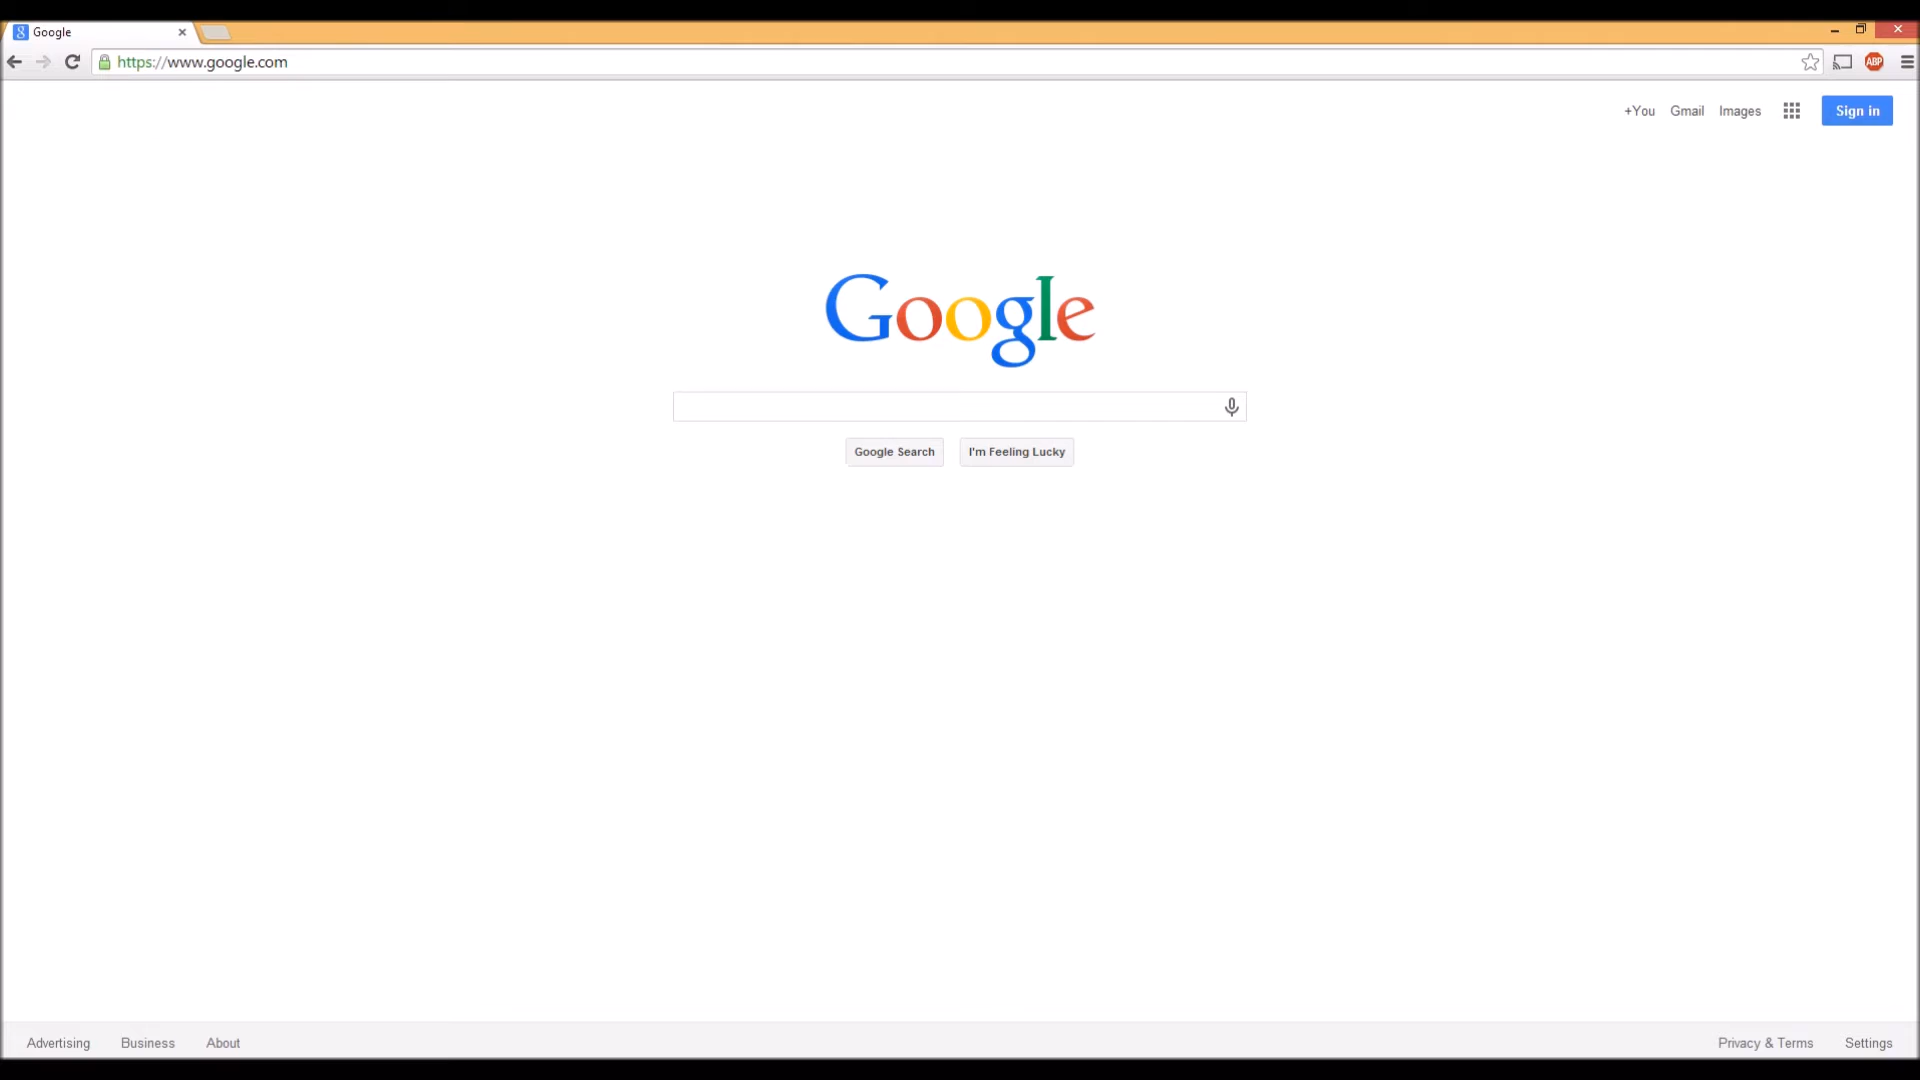 Google
https://www.google.com
ABP
+You Gmail Images Sign in
Google
Google Search I'm Feeling Lucky
Advertising Business About Privacy & Terms Settings